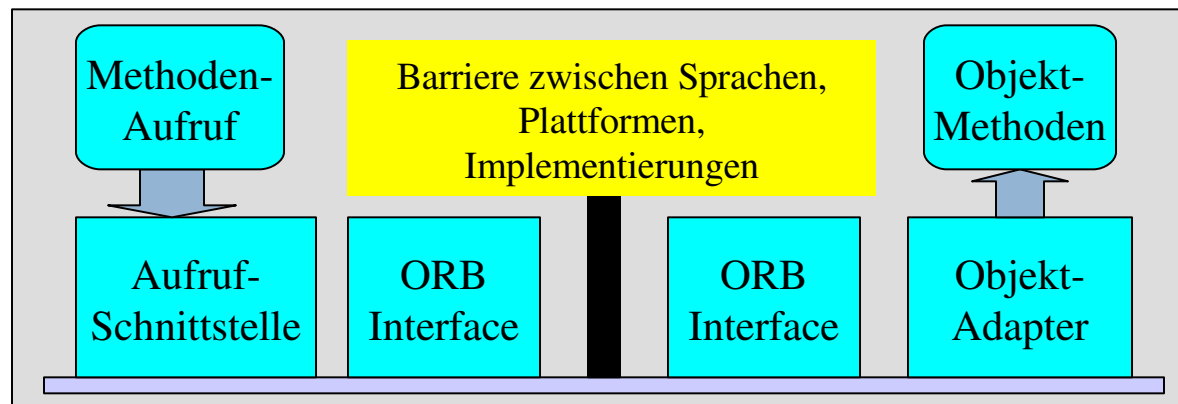 Methoden-
Aufruf
Barriere zwischen Sprachen,
Plattformen,
Implementierungen
Objekt-
Methoden
Aufruf-
Schnittstelle
ORB
Interface
ORB
Interface
Objekt-
Adapter